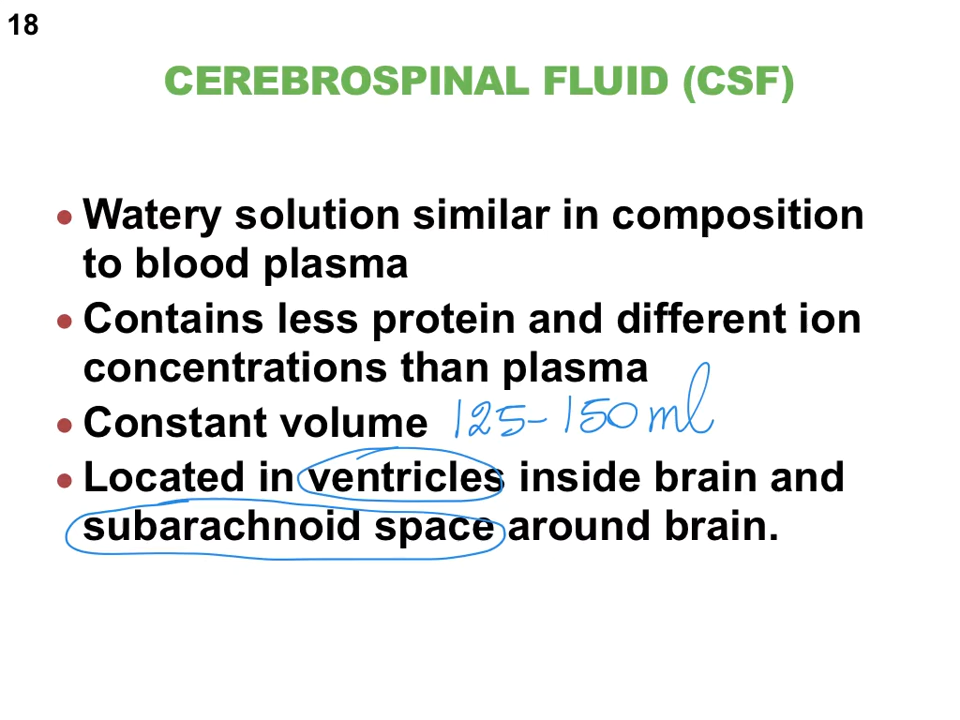 18
CEREBROSPINAL FLUID (CSF)
• Watery solution similar in composition
to blood plasma
• Contains less protein and different ion
concentrations than plasma
• Constant volume 125-150 ml
• Located in ventricles inside brain and
subarachnoid space around brain.